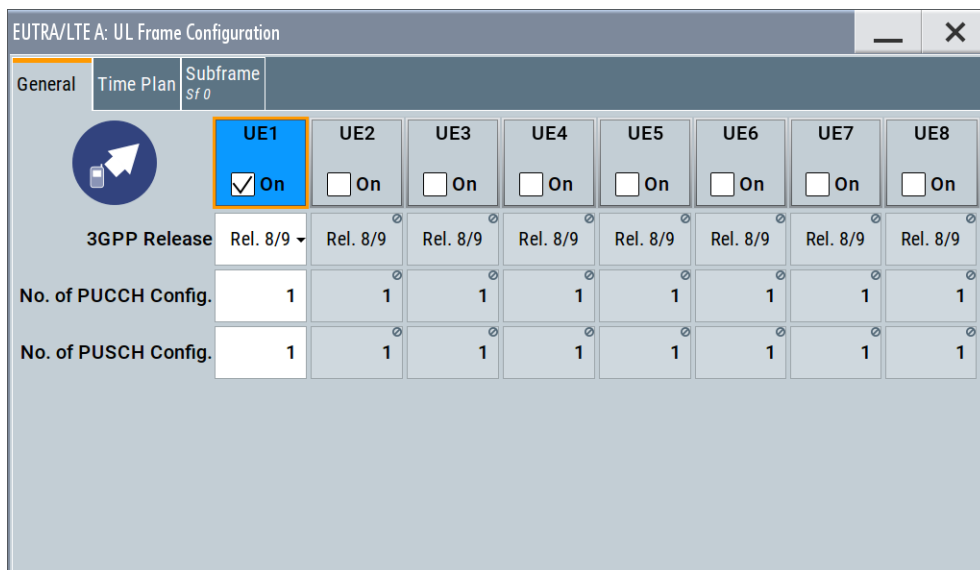 EUTRA/LTE A: UL Frame Configuration
General Time Plan Subframe
Sf 0
UE1 UE2 UE3 UE4 UE5 UE6 UE7 UE8
On On On On On On On On
3GPP Release Rel. 8/9 Rel. 8/9 Rel. 8/9 Rel. 8/9 Rel. 8/9 Rel. 8/9 Rel. 8/9 Rel. 8/9
No. of PUCCH Config. 1 1 1 1 1 1 1 1
No. of PUSCH Config. 1 1 1 1 1 1 1 1